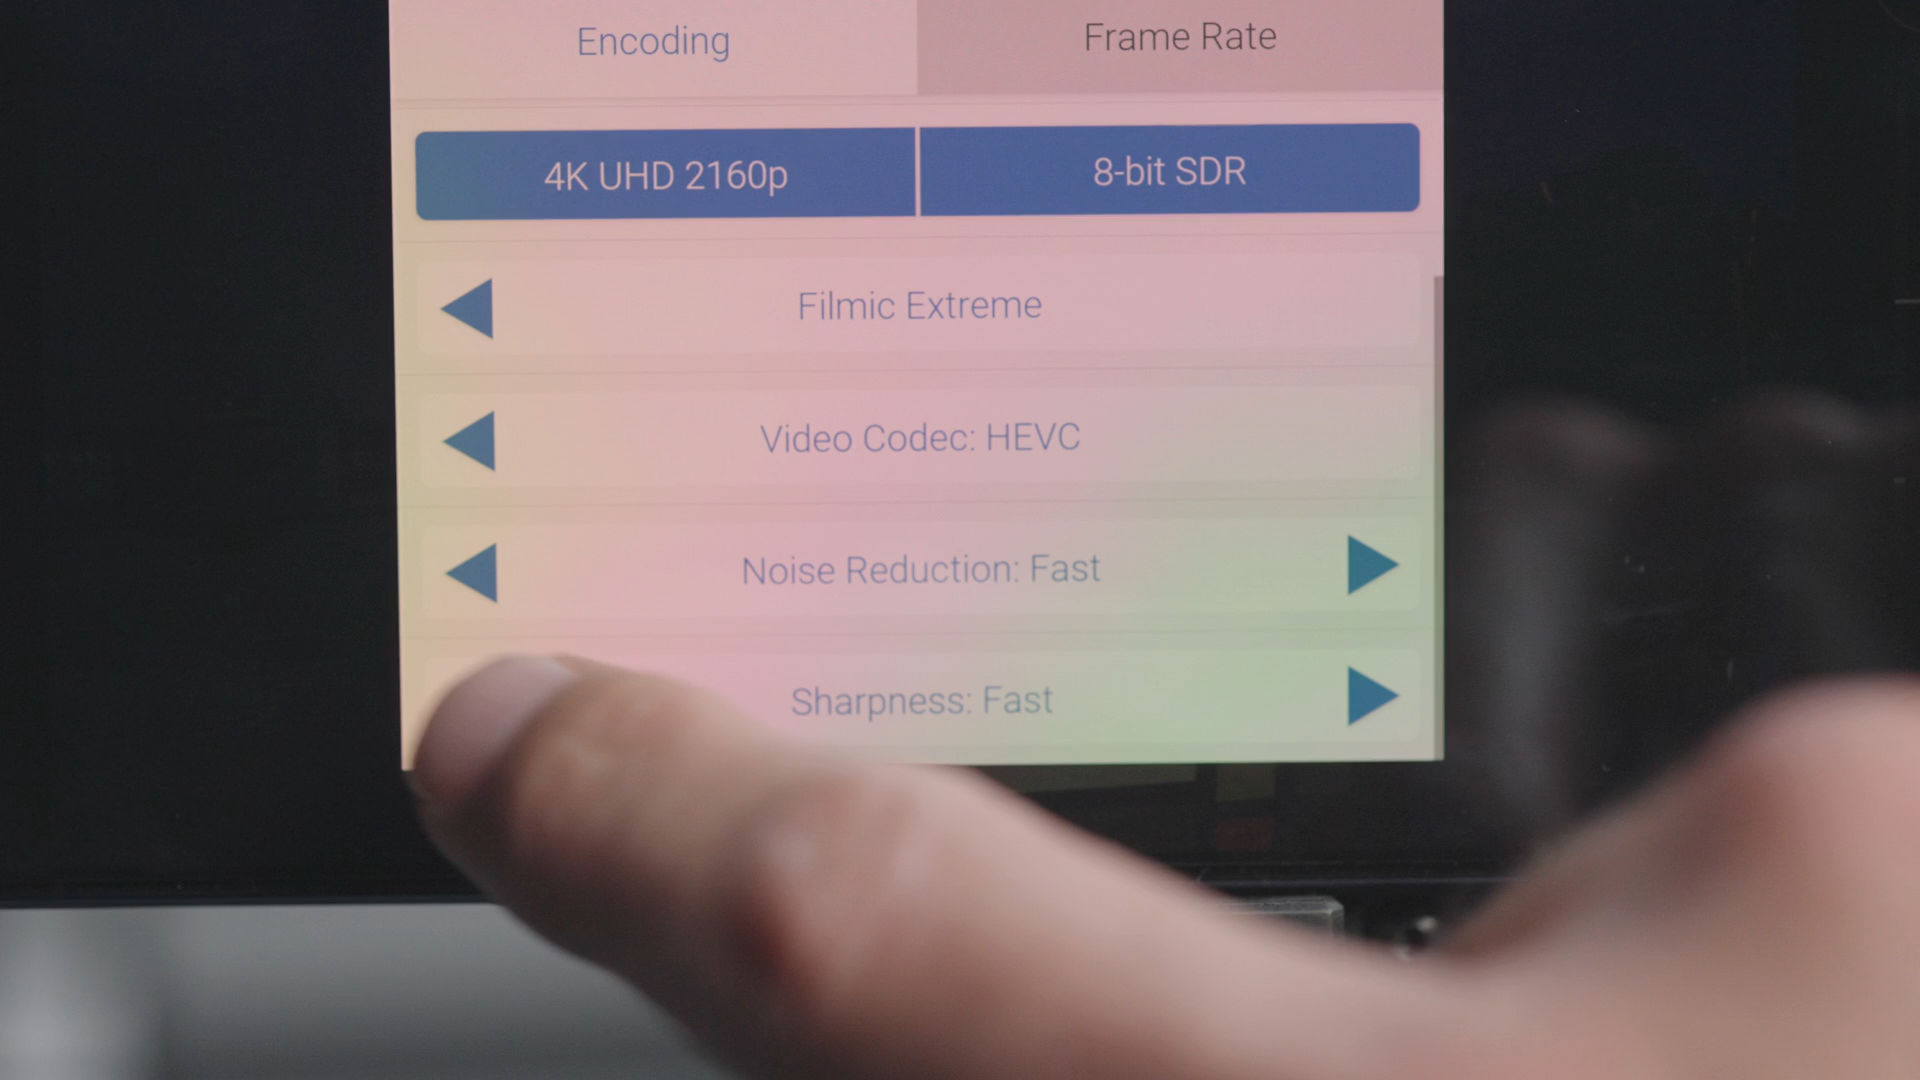 Encoding
Frame Rate
4K UHD 2160p
8-bit SDR
Filmic Extreme
Video Codec: HEVC
Noise Reduction: Fast
Sharpness: Fast